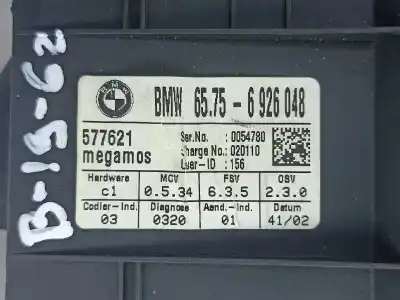 B-15-62
BMW 65.75 - 6 926 048
577621 Ser.No. : 0054780
megamos Charge No.: 020110
User-ID : 156
Hardware MCV FSV OSV
c1 0.5.34 6.3.5 2.3.0
Codier-Ind. Diagnose Aend.-Ind. Datum
03 0320 01 41/02